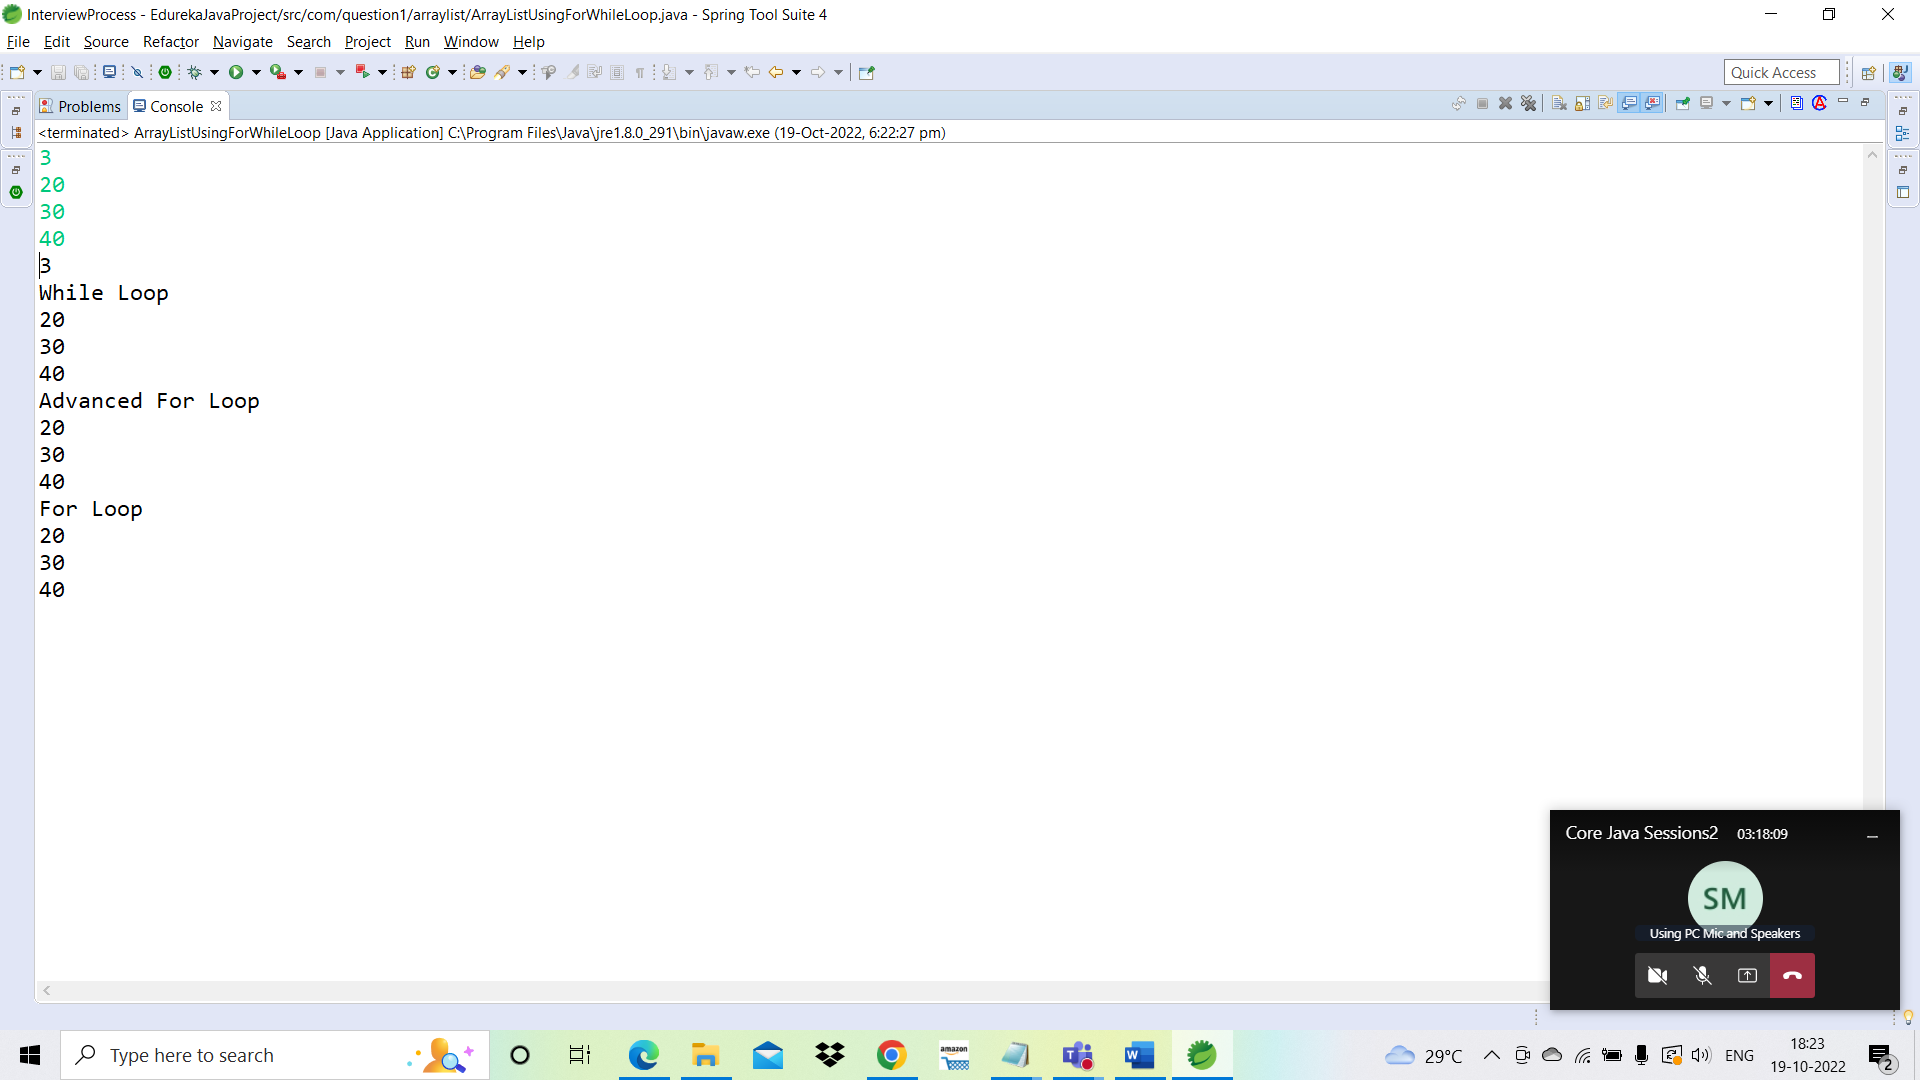 InterviewProcess - EdurekaJavaProject/src/com/question1/arraylist/ArrayListUsingForWhileLoop.java - Spring Tool Suite 4
File Edit Source Refactor Navigate Search Project Run Window Help
Quick Access
Problems Console
<terminated> ArrayListUsingForWhileLoop [Java Application] C:\Program Files\Java\jre1.8.0_291\bin\javaw.exe (19-Oct-2022, 6:22:27 pm)
3
20
30
40
3
While Loop
20
30
40
Advanced For Loop
20
30
40
For Loop
20
30
40
Core Java Sessions2 03:18:09
SM
Using PC Mic and Speakers
Type here to search
amazon
W
29°C
ENG
18:23
19-10-2022
2